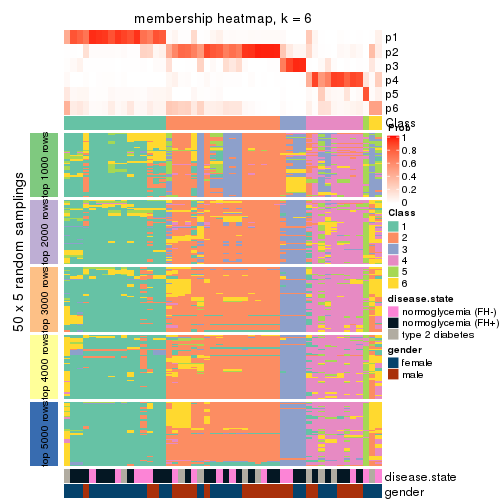 membership heatmap, k = 6
p1
p2
p3
p4
p5
p6
Class
Prob
1
0.8
0.6
0.4
0.2
0
Class
1
2
3
4
5
6
disease.state
normoglycemia (FH-)
normoglycemia (FH+)
type 2 diabetes
gender
female
male
50 x 5 random samplings
top 1000 rows
top 2000 rows
top 3000 rows
top 4000 rows
top 5000 rows
disease.state
gender